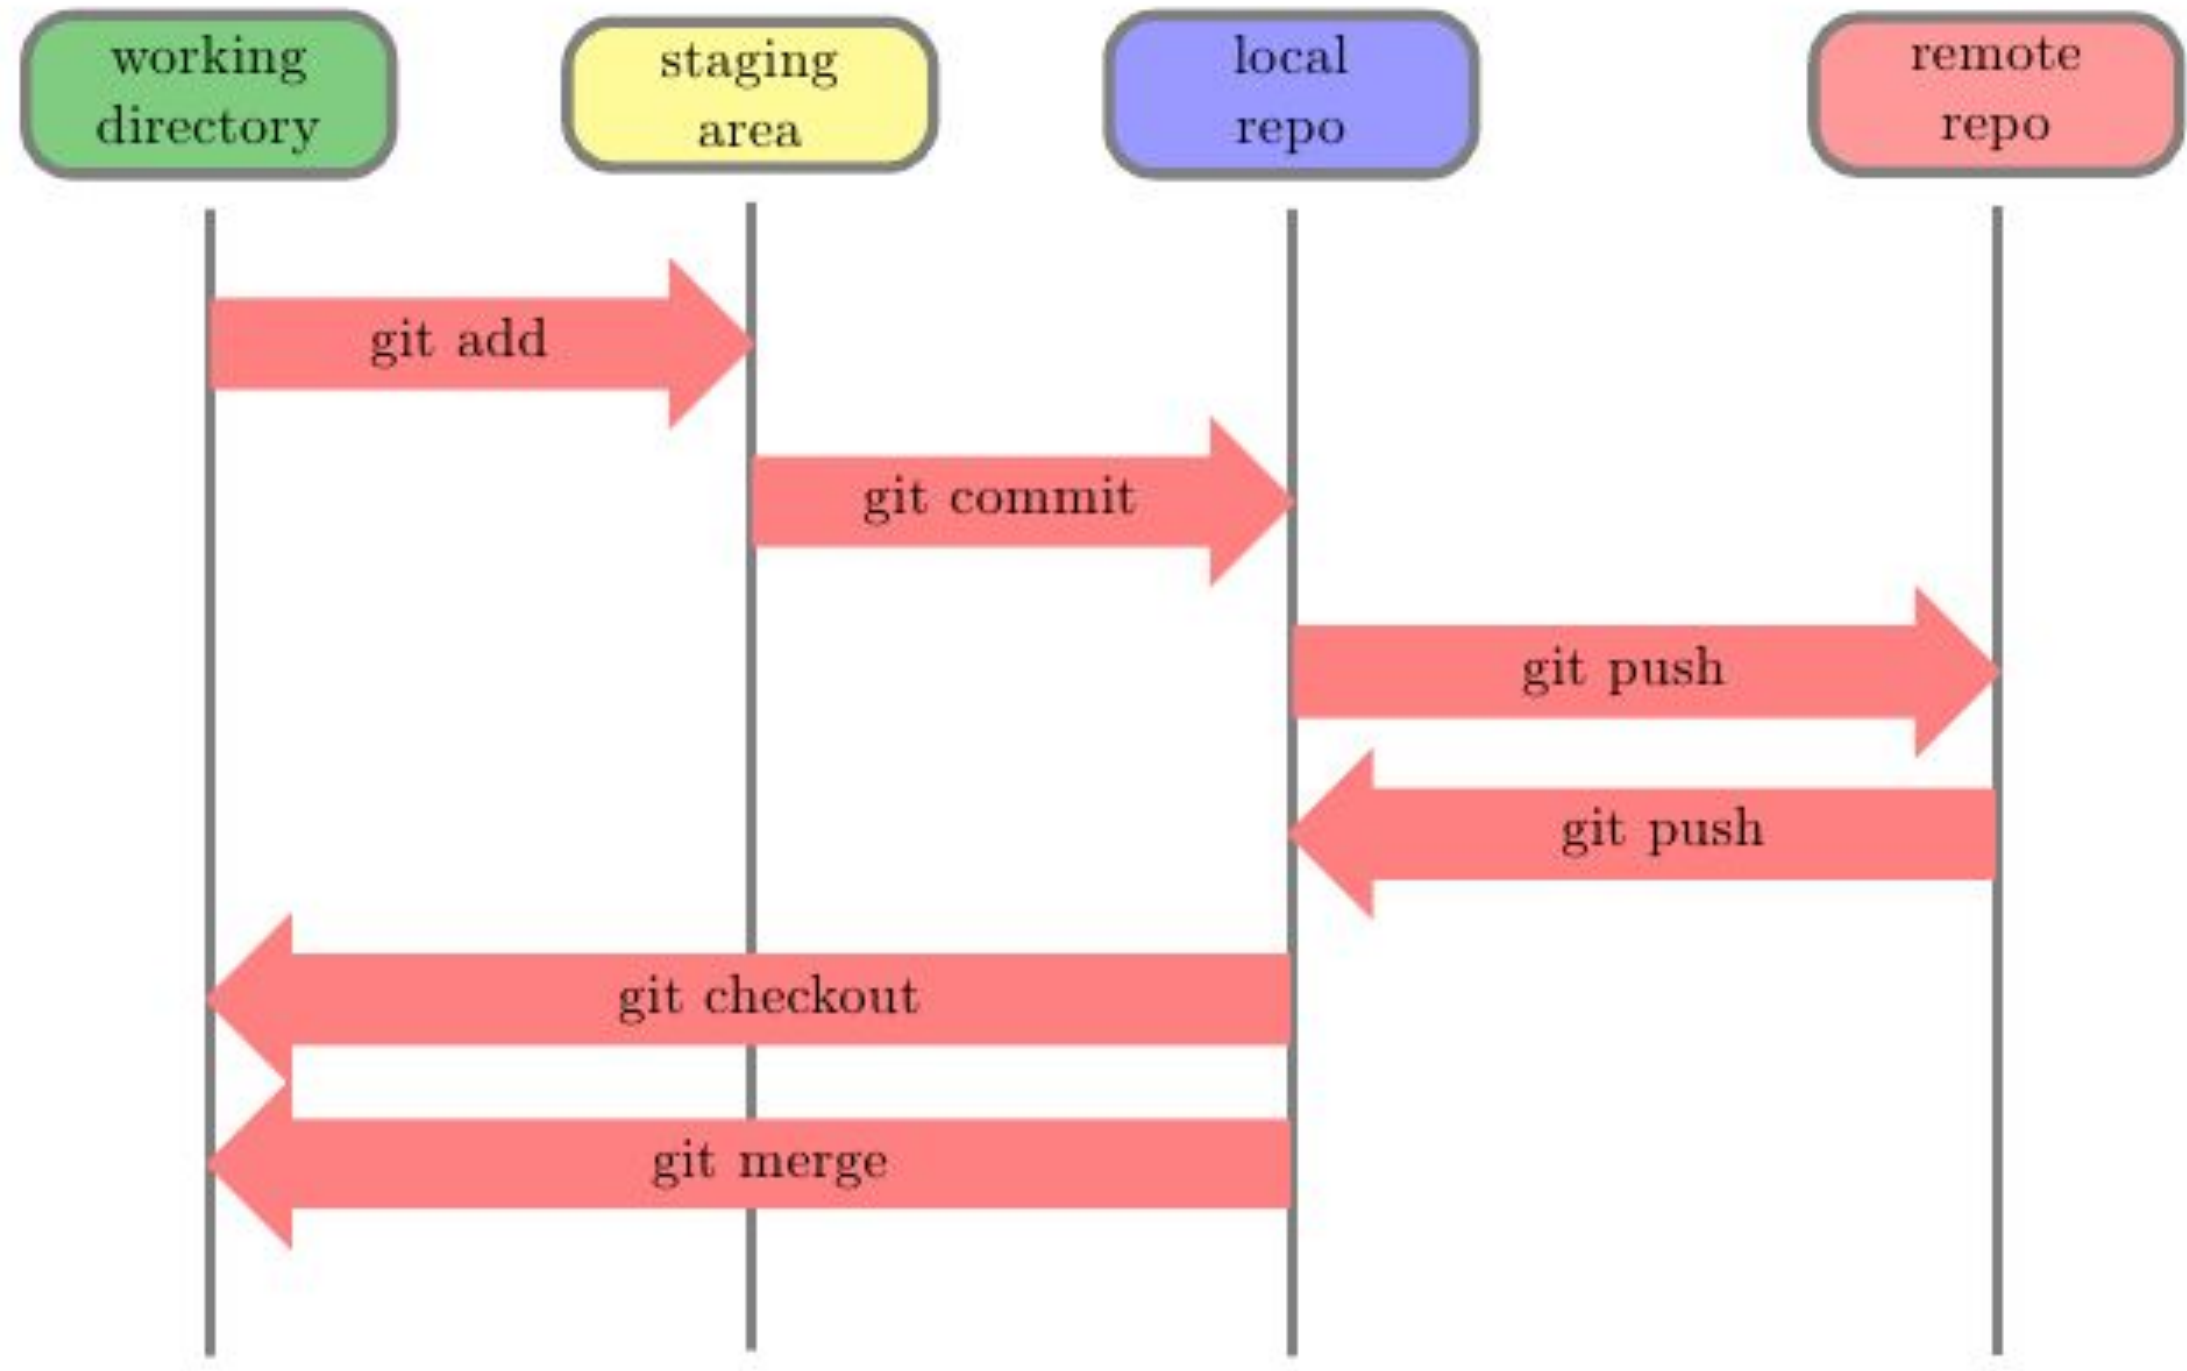 working
directory
staging
area
local
repo
remote
repo
git add
git commit
git push
git push
git checkout
git merge